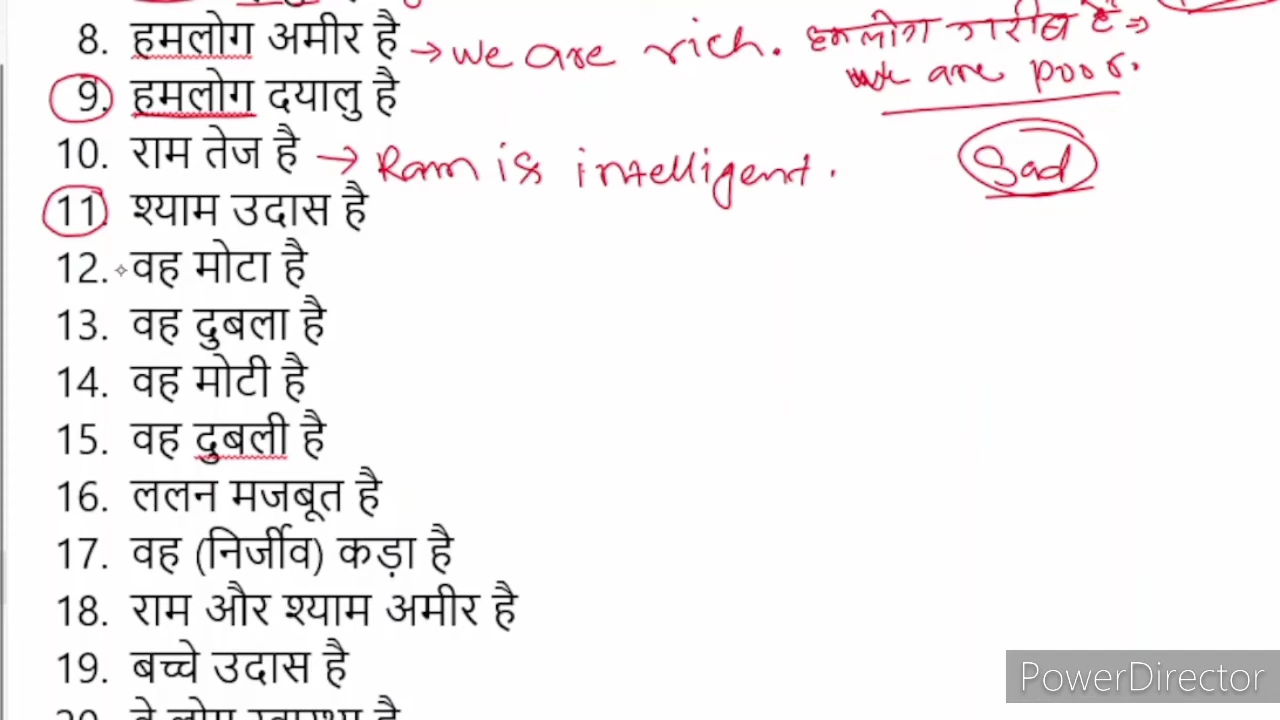 8. हमलोग अमीर है → we are rich. हमलोग गरीब है ⇒
we are poor.
9. हमलोग दयालु है
10. राम तेज है → Ram is intelligent.
Sad
11. श्याम उदास है
12. वह मोटा है
13. वह दुबला है
14. वह मोटी है
15. वह दुबली है
16. ललन मजबूत है
17. वह (निर्जीव) कड़ा है
18. राम और श्याम अमीर है
19. बच्चे उदास है
PowerDirector